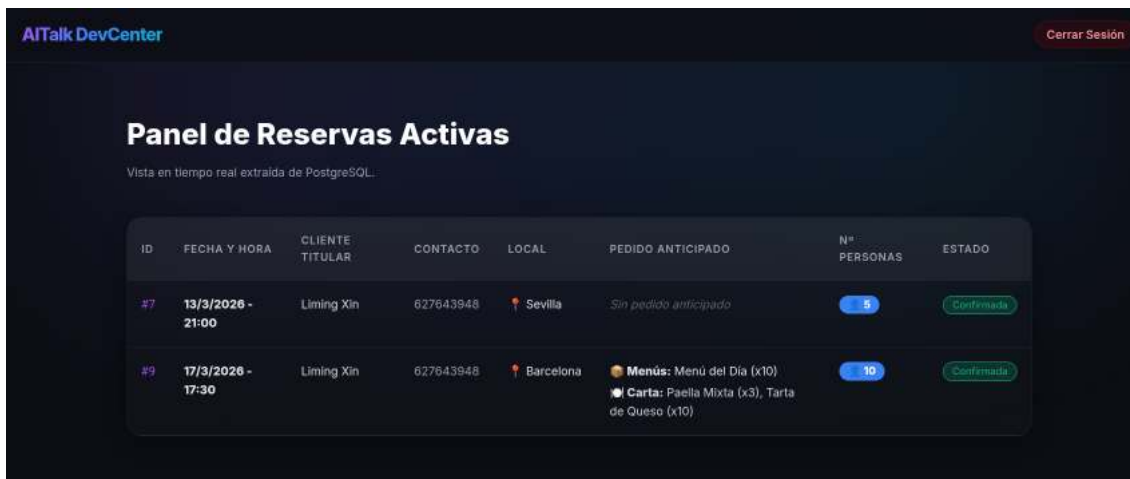 AITalk DevCenter
Cerrar Sesión
Panel de Reservas Activas
Vista en tiempo real extraída de PostgreSQL.
ID FECHA Y HORA CLIENTE TITULAR CONTACTO LOCAL PEDIDO ANTICIPADO Nº PERSONAS ESTADO
#7 13/3/2026 - 21:00 Liming Xin 627643948 📍 Sevilla Sin pedido anticipado 👤 5 Confirmada
#9 17/3/2026 - 17:30 Liming Xin 627643948 📍 Barcelona 📦 Menús: Menú del Día (x10)
🍽️ Carta: Paella Mixta (x3), Tarta de Queso (x10) 👤 10 Confirmada